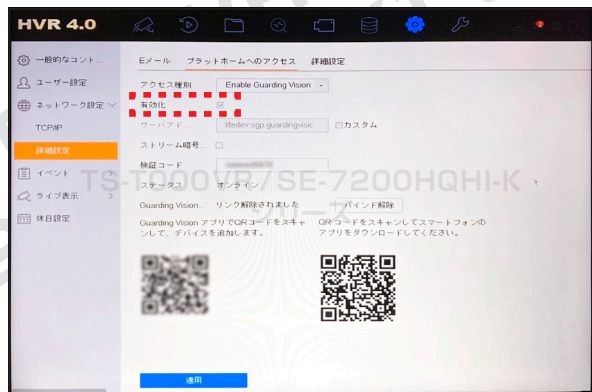 HVR 4.0
一般的なコント...
ユーザー設定
ネットワーク設定
TCP/IP
詳細設定
イベント
ライブ表示
休日設定
Eメール プラットホームへのアクセス 詳細設定
アクセス種別 Enable Guarding Vision
有効化
サーバアド... litedev.sgp.guardingvisic カスタム
ストリーム暗号...
検証コード
ステータス オンライン
Guarding Vision... リンク解除されました バインド解除
Guarding Vision アプリでQRコードをスキャンして、デバイスを追加します。
QRコードをスキャンしてスマートフォンのアプリをダウンロードしてください。
適用
TS-T000VR/SE-7200HQHI-K
シリーズ